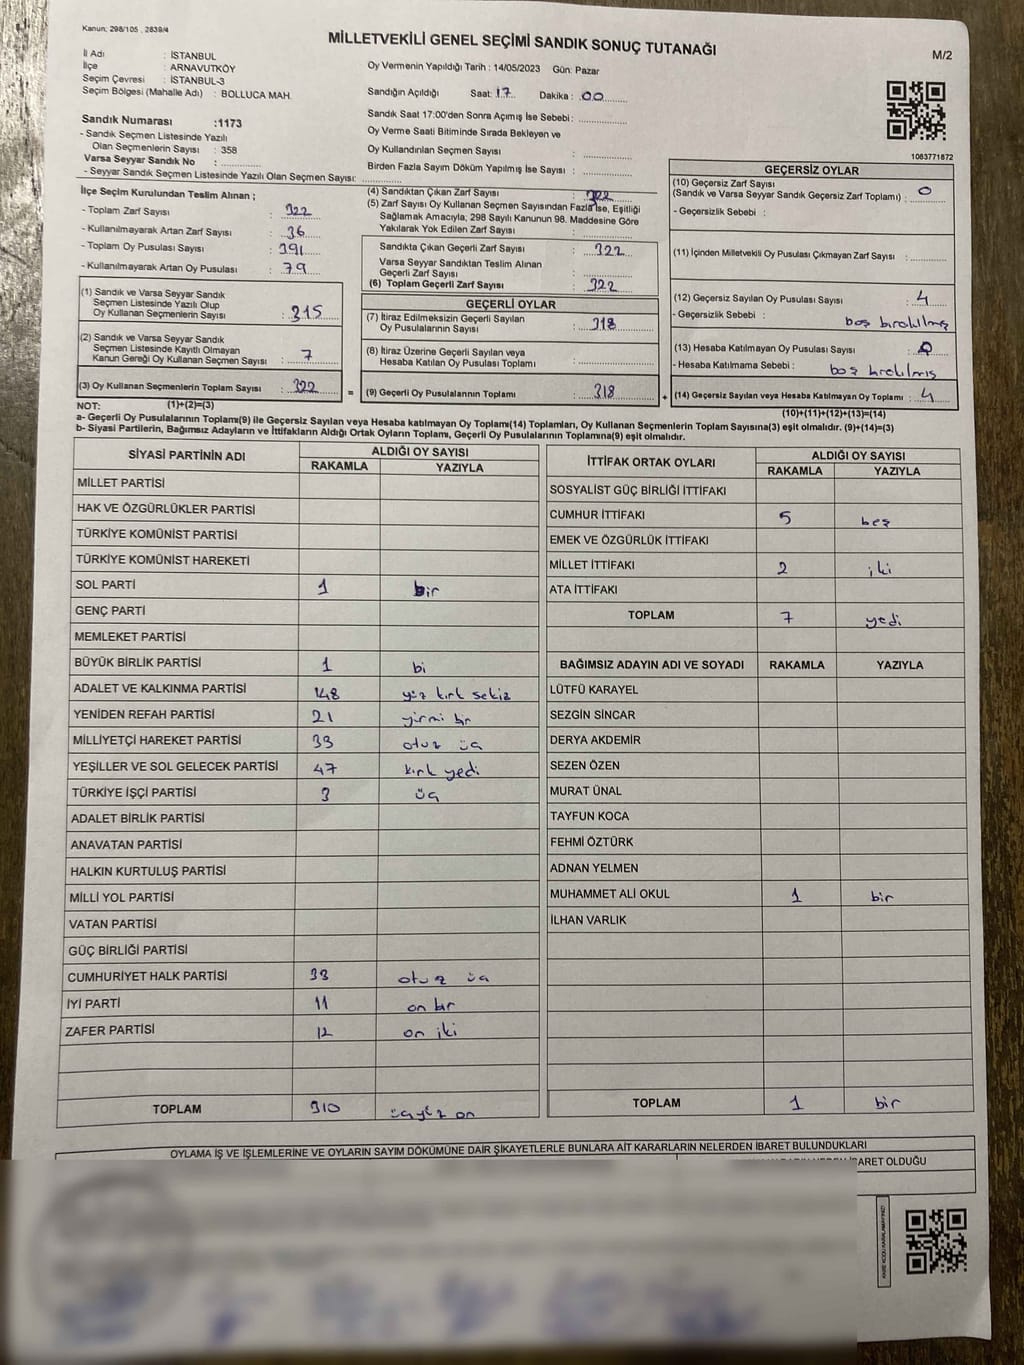 Kanun: 298/105 , 2839/4
MİLLETVEKİLİ GENEL SEÇİMİ SANDIK SONUÇ TUTANAĞI
M/2
İl Adı : İSTANBUL
İlçe : ARNAVUTKÖY
Seçim Çevresi : İSTANBUL-3
Seçim Bölgesi (Mahalle Adı) : BOLLUCA MAH.
Oy Vermenin Yapıldığı Tarih : 14/05/2023 Gün: Pazar
Sandığın Açıldığı Saat: 17 Dakika : 00
Sandık Saat 17:00'den Sonra Açımış İse Sebebi:
Oy Verme Saati Bitiminde Sırada Bekleyen ve
Oy Kullandırılan Seçmen Sayısı :
Birden Fazla Sayım Döküm Yapılmış İse Sayısı :
Sandık Numarası :1173
- Sandık Seçmen Listesinde Yazılı
Olan Seçmenlerin Sayısı : 358
Varsa Seyyar Sandık No :
- Seyyar Sandık Seçmen Listesinde Yazılı Olan Seçmen Sayısı:
1083771872
İlçe Seçim Kurulundan Teslim Alınan ;
- Toplam Zarf Sayısı : 322
- Kullanılmayarak Artan Zarf Sayısı : 36
- Toplam Oy Pusulası Sayısı : 391
- Kullanılmayarak Artan Oy Pusulası : 79
(1) Sandık ve Varsa Seyyar Sandık
Seçmen Listesinde Yazılı Olup
Oy Kullanan Seçmenlerin Sayısı : 315
(2) Sandık ve Varsa Seyyar Sandık
Seçmen Listesinde Kayıtlı Olmayan
Kanun Gereği Oy Kullanan Seçmen Sayısı : 7
(3) Oy Kullanan Seçmenlerin Toplam Sayısı : 322
(1)+(2)=(3)
(4) Sandıktan Çıkan Zarf Sayısı : 322
(5) Zarf Sayısı Oy Kullanan Seçmen Sayısından Fazla İse, Eşitliği
Sağlamak Amacıyla, 298 Sayılı Kanunun 98. Maddesine Göre
Yakılarak Yok Edilen Zarf Sayısı :
Sandıkta Çıkan Geçerli Zarf Sayısı : 322
Varsa Seyyar Sandıktan Teslim Alınan
Geçerli Zarf Sayısı :
(6) Toplam Geçerli Zarf Sayısı : 322
GEÇERLİ OYLAR
(7) İtiraz Edilmeksizin Geçerli Sayılan
Oy Pusulalarının Sayısı : 318
(8) İtiraz Üzerine Geçerli Sayılan veya
Hesaba Katılan Oy Pusulası Toplamı :
= (9) Geçerli Oy Pusulalarının Toplamı : 318
GEÇERSİZ OYLAR
(10) Geçersiz Zarf Sayısı
(Sandık ve Varsa Seyyar Sandık Geçersiz Zarf Toplamı) : 0
- Geçersizlik Sebebi :
(11) İçinden Milletvekili Oy Pusulası Çıkmayan Zarf Sayısı :
(12) Geçersiz Sayılan Oy Pusulası Sayısı : 4
- Geçersizlik Sebebi : boş bırakılmış
(13) Hesaba Katılmayan Oy Pusulası Sayısı : 0
- Hesaba Katılmama Sebebi : boş bırakılmış
+ (14) Geçersiz Sayılan veya Hesaba Katılmayan Oy Toplamı : 4
(10)+(11)+(12)+(13)=(14)
NOT:
a- Geçerli Oy Pusulalarının Toplamı(9) ile Geçersiz Sayılan veya Hesaba katılmayan Oy Toplam(14) Toplamları, Oy Kullanan Seçmenlerin Toplam Sayısına(3) eşit olmalıdır. (9)+(14)=(3)
b- Siyasi Partilerin, Bağımsız Adayların ve İttifakların Aldığı Ortak Oyların Toplamı, Geçerli Oy Pusulalarının Toplamına(9) eşit olmalıdır.
SİYASİ PARTİNİN ADI ALDIĞI OY SAYISI
RAKAMLA YAZIYLA
MİLLET PARTİSİ
HAK VE ÖZGÜRLÜKLER PARTİSİ
TÜRKİYE KOMÜNİST PARTİSİ
TÜRKİYE KOMÜNİST HAREKETİ
SOL PARTİ 1 bir
GENÇ PARTİ
MEMLEKET PARTİSİ
BÜYÜK BİRLİK PARTİSİ 1 bi
ADALET VE KALKINMA PARTİSİ 148 yüz kırk sekiz
YENİDEN REFAH PARTİSİ 21 yirmi bir
MİLLİYETÇİ HAREKET PARTİSİ 33 otuz üç
YEŞİLLER VE SOL GELECEK PARTİSİ 47 kırk yedi
TÜRKİYE İŞÇİ PARTİSİ 3 üç
ADALET BİRLİK PARTİSİ
ANAVATAN PARTİSİ
HALKIN KURTULUŞ PARTİSİ
MİLLİ YOL PARTİSİ
VATAN PARTİSİ
GÜÇ BİRLİĞİ PARTİSİ
CUMHURİYET HALK PARTİSİ 33 otuz üç
İYİ PARTİ 11 on bir
ZAFER PARTİSİ 12 on iki
TOPLAM 310 üçyüz on
İTTİFAK ORTAK OYLARI ALDIĞI OY SAYISI
RAKAMLA YAZIYLA
SOSYALİST GÜÇ BİRLİĞİ İTTİFAKI
CUMHUR İTTİFAKI 5 beş
EMEK VE ÖZGÜRLÜK İTTİFAKI
MİLLET İTTİFAKI 2 iki
ATA İTTİFAKI
TOPLAM 7 yedi
BAĞIMSIZ ADAYIN ADI VE SOYADI RAKAMLA YAZIYLA
LÜTFÜ KARAYEL
SEZGİN SİNCAR
DERYA AKDEMİR
SEZEN ÖZEN
MURAT ÜNAL
TAYFUN KOCA
FEHMİ ÖZTÜRK
ADNAN YELMEN
MUHAMMET ALİ OKUL 1 bir
İLHAN VARLIK
TOPLAM 1 bir
OYLAMA İŞ VE İŞLEMLERİNE VE OYLARIN SAYIM DÖKÜMÜNE DAİR ŞİKAYETLERLE BUNLARA AİT KARARLARIN NELERDEN İBARET BULUNDUKLARI
İBARET OLDUĞU